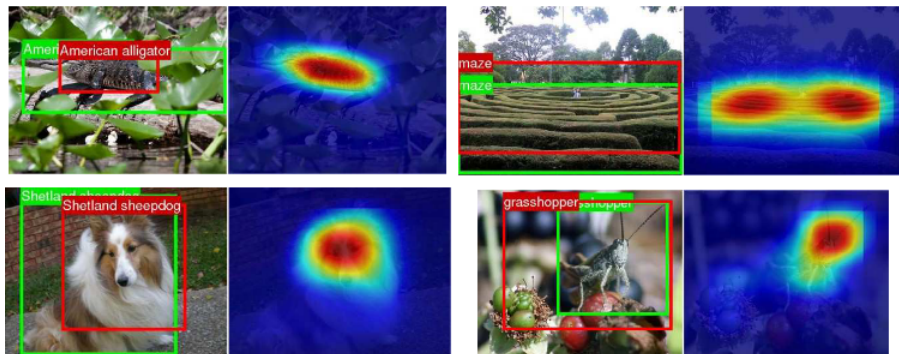 American alligator
maze
maze
Shetland sheepdog
grasshopper